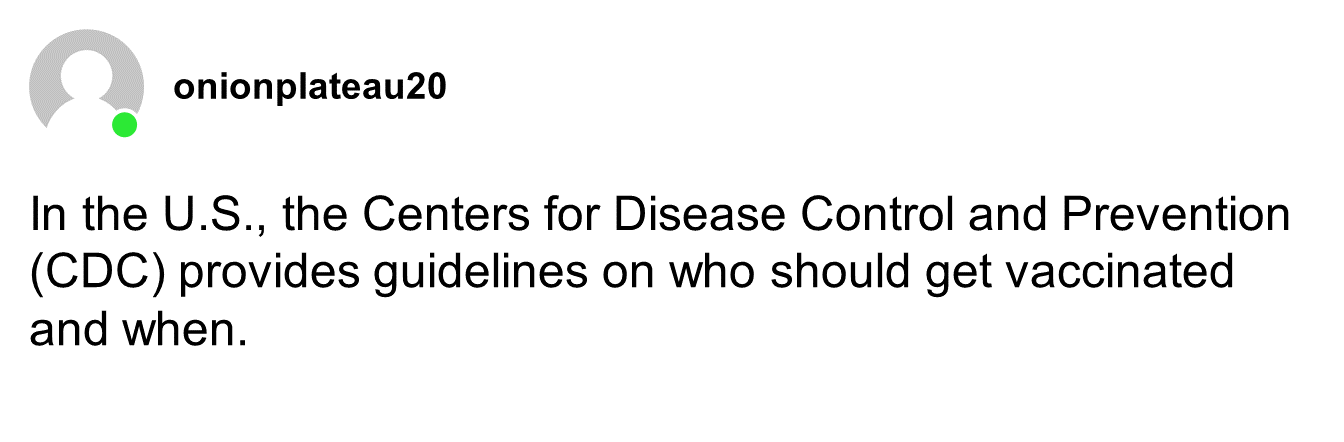 onionplateau20
In the U.S., the Centers for Disease Control and Prevention
(CDC) provides guidelines on who should get vaccinated
and when.